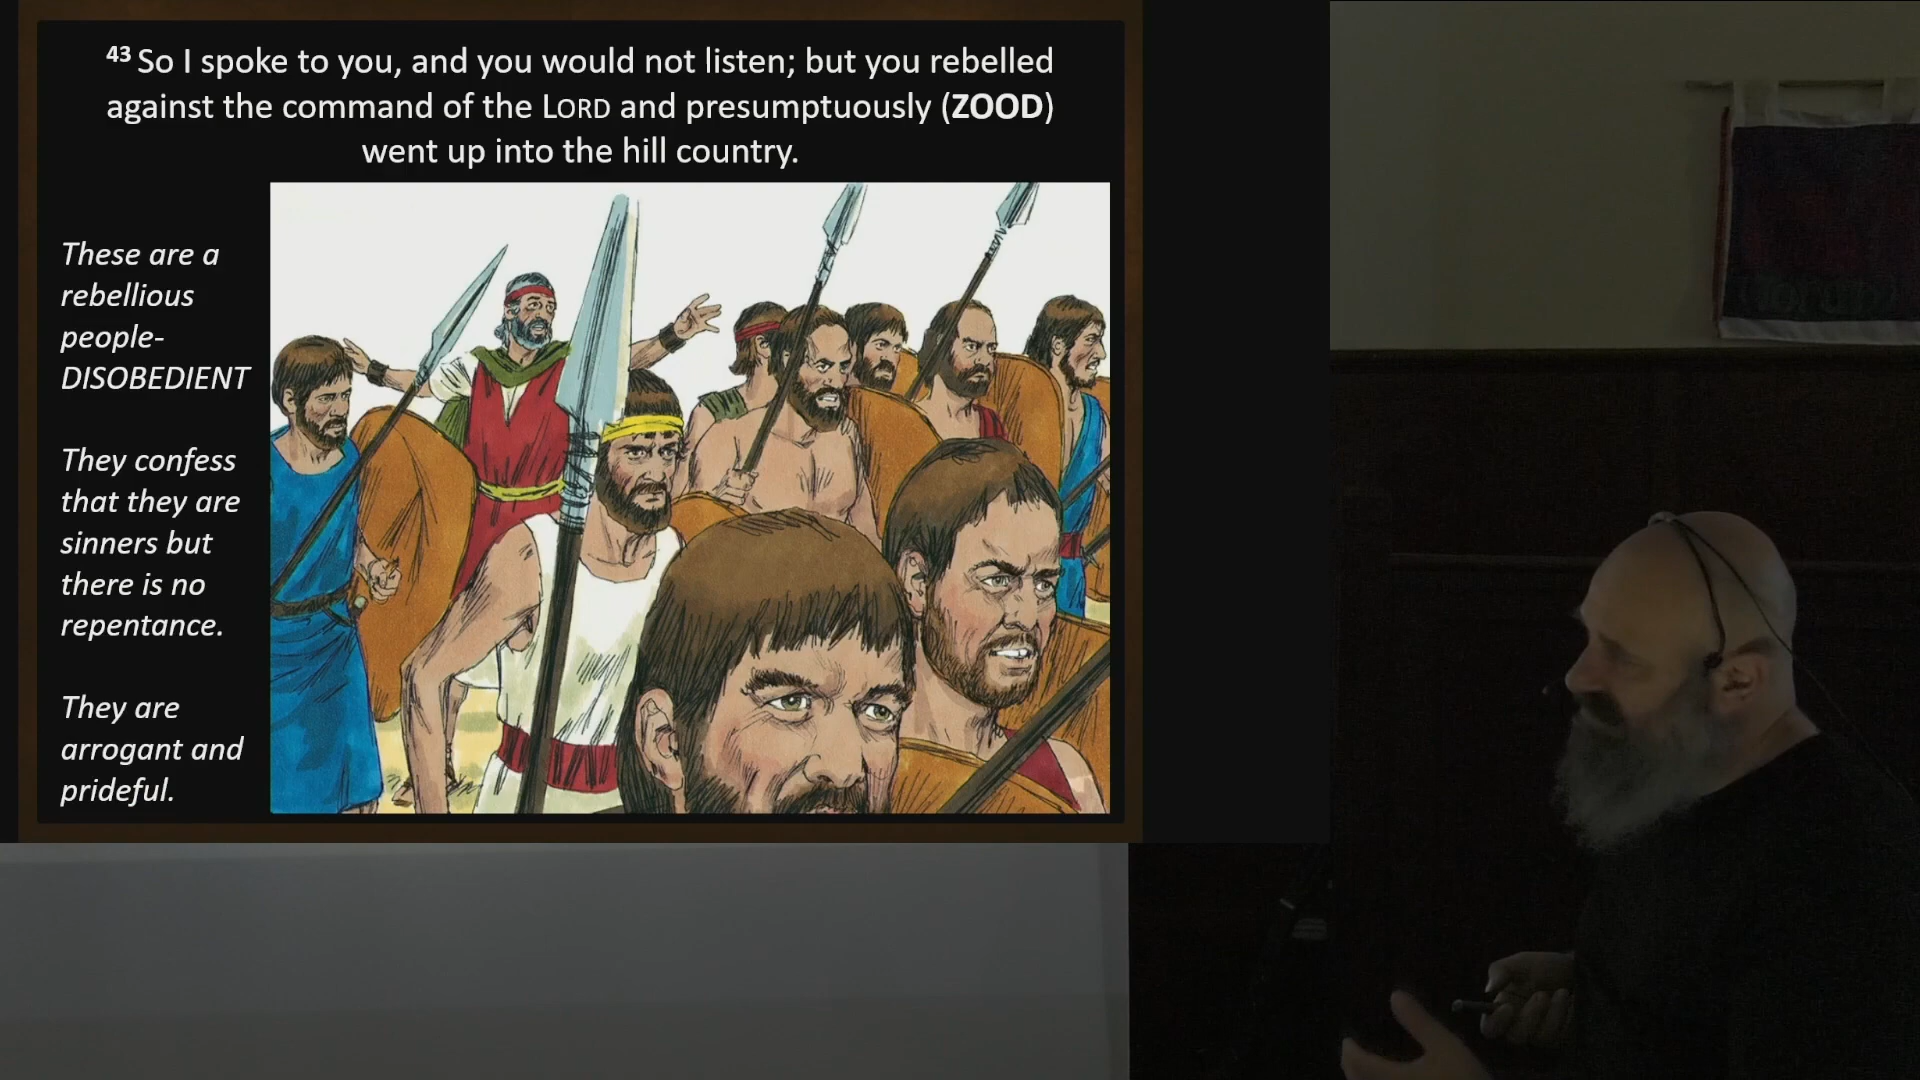 43 So I spoke to you, and you would not listen; but you rebelled
against the command of the LORD and presumptuously (ZOOD)
went up into the hill country.
These are a
rebellious
people-
DISOBEDIENT
They confess
that they are
sinners but
there is no
repentance.
They are
arrogant and
prideful.